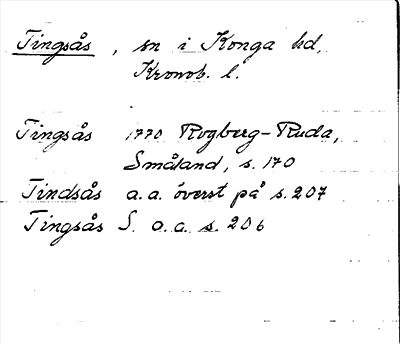 Tingsås , sn i Konga hd,
Kronob. l.
Tingsås 1770 Rogberg-Ruda,
Småland, s. 170
Tindsås a.a. överst på s. 207
Tingsås S. a.a. s. 206